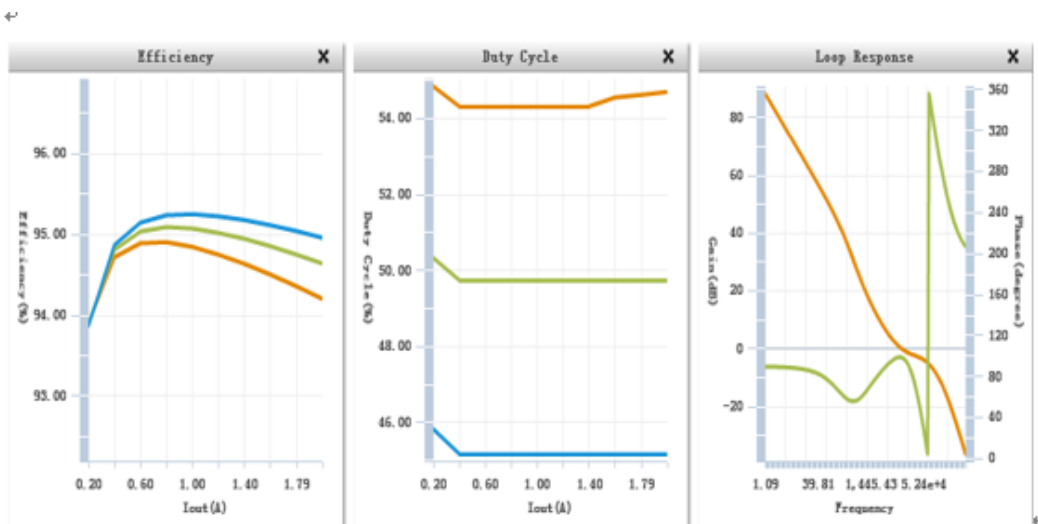 Efficiency X
96.00
95.00
94.00
93.00
Efficiency(%)
0.20 0.60 1.00 1.40 1.79
Iout(A)
Duty Cycle X
54.00
52.00
50.00
48.00
46.00
Duty Cycle(%)
0.20 0.60 1.00 1.40 1.79
Iout(A)
Loop Response X
80
60
40
20
0
-20
Gain(dB)
360
320
280
240
200
160
120
80
40
0
Phase(degree)
1.09 39.81 1,445.43 5.24e+4
Frequency